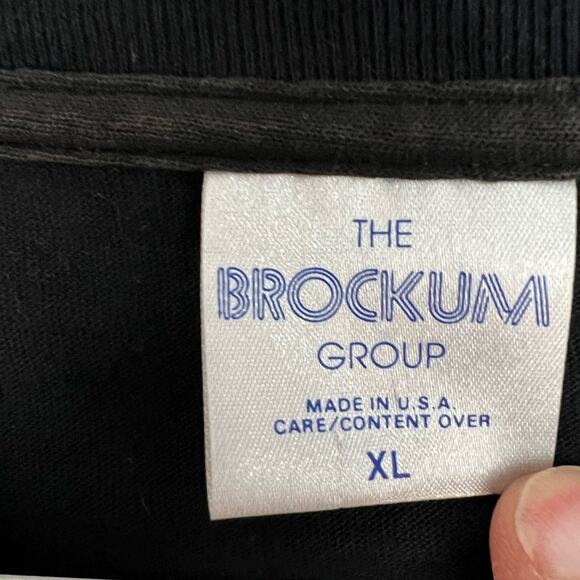 THE
BROCKUM
GROUP
MADE IN U.S.A.
CARE/CONTENT OVER
XL